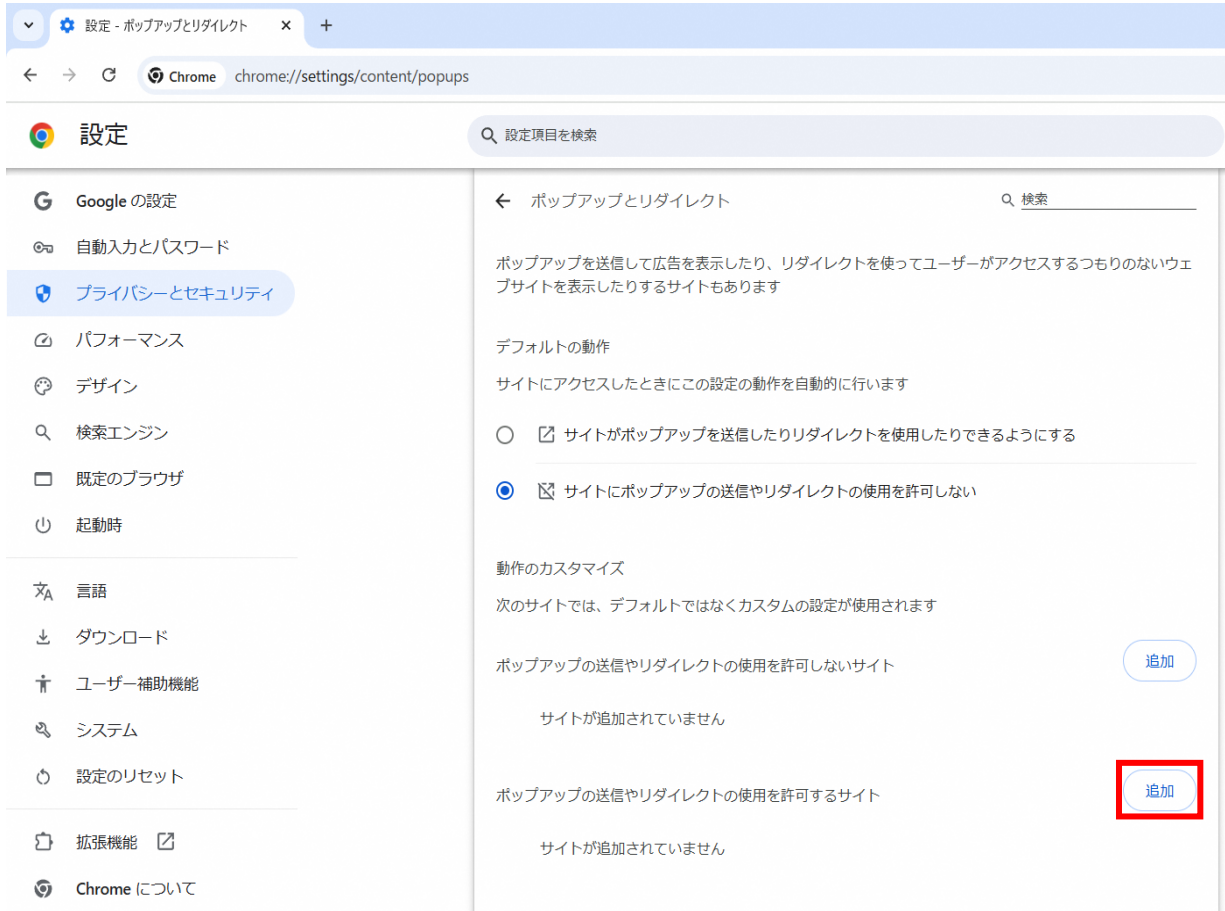 設定 - ポップアップとリダイレクト
Chrome
chrome://settings/content/popups
設定
設定項目を検索
Google の設定
自動入力とパスワード
プライバシーとセキュリティ
パフォーマンス
デザイン
検索エンジン
既定のブラウザ
起動時
言語
ダウンロード
ユーザー補助機能
システム
設定のリセット
拡張機能
Chrome について
ポップアップとリダイレクト
検索
ポップアップを送信して広告を表示したり、リダイレクトを使ってユーザーがアクセスするつもりのないウェ
ブサイトを表示したりするサイトもあります
デフォルトの動作
サイトにアクセスしたときにこの設定の動作を自動的に行います
サイトがポップアップを送信したりリダイレクトを使用したりできるようにする
サイトにポップアップの送信やリダイレクトの使用を許可しない
動作のカスタマイズ
次のサイトでは、デフォルトではなくカスタムの設定が使用されます
ポップアップの送信やリダイレクトの使用を許可しないサイト
追加
サイトが追加されていません
ポップアップの送信やリダイレクトの使用を許可するサイト
追加
サイトが追加されていません